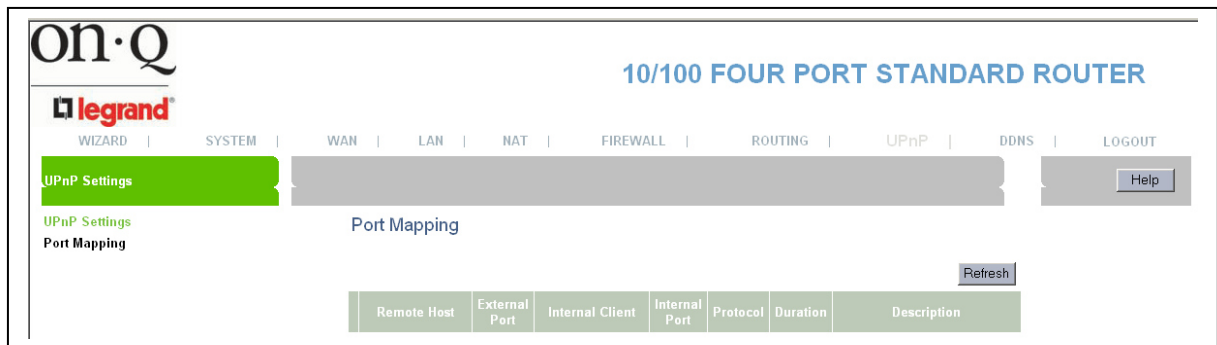 on·Q
legrand®
10/100 FOUR PORT STANDARD ROUTER
WIZARD | SYSTEM | WAN | LAN | NAT | FIREWALL | ROUTING | UPnP | DDNS | LOGOUT
UPnP Settings
Help
UPnP Settings
Port Mapping
Port Mapping
Refresh
Remote Host External Port Internal Client Internal Port Protocol Duration Description